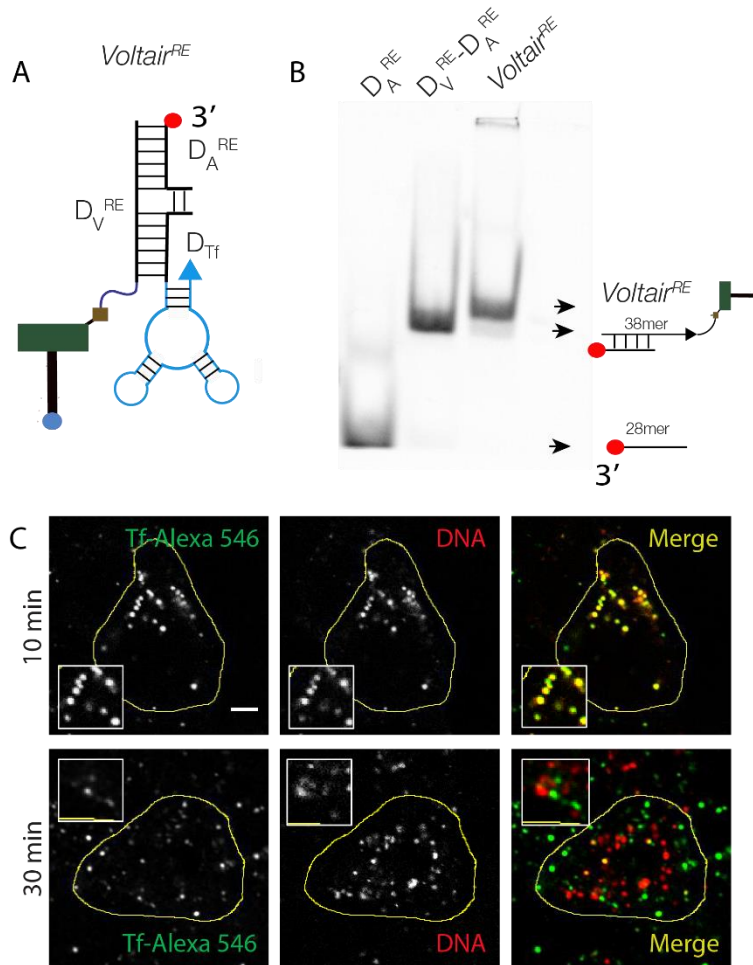 A
Voltair^RE
3'
D_A^RE
D_V^RE
D_Tf
B
D_A^RE
D_V^RE-D_A^RE
Voltair^RE
Voltair^RE
38mer
28mer
3'
C
Tf-Alexa 546
DNA
Merge
10 min
30 min
Tf-Alexa 546
DNA
Merge